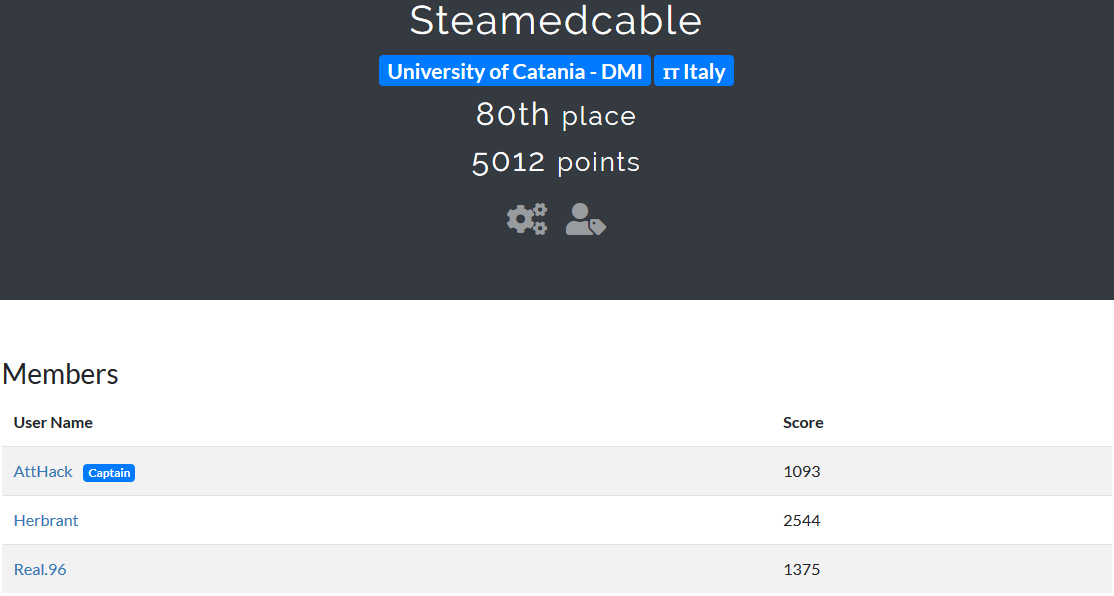 Steamedcable
University of Catania - DMI ɪᴛ Italy
80th place
5012 points
Members
User Name Score
AttHack Captain 1093
Herbrant 2544
Real.96 1375